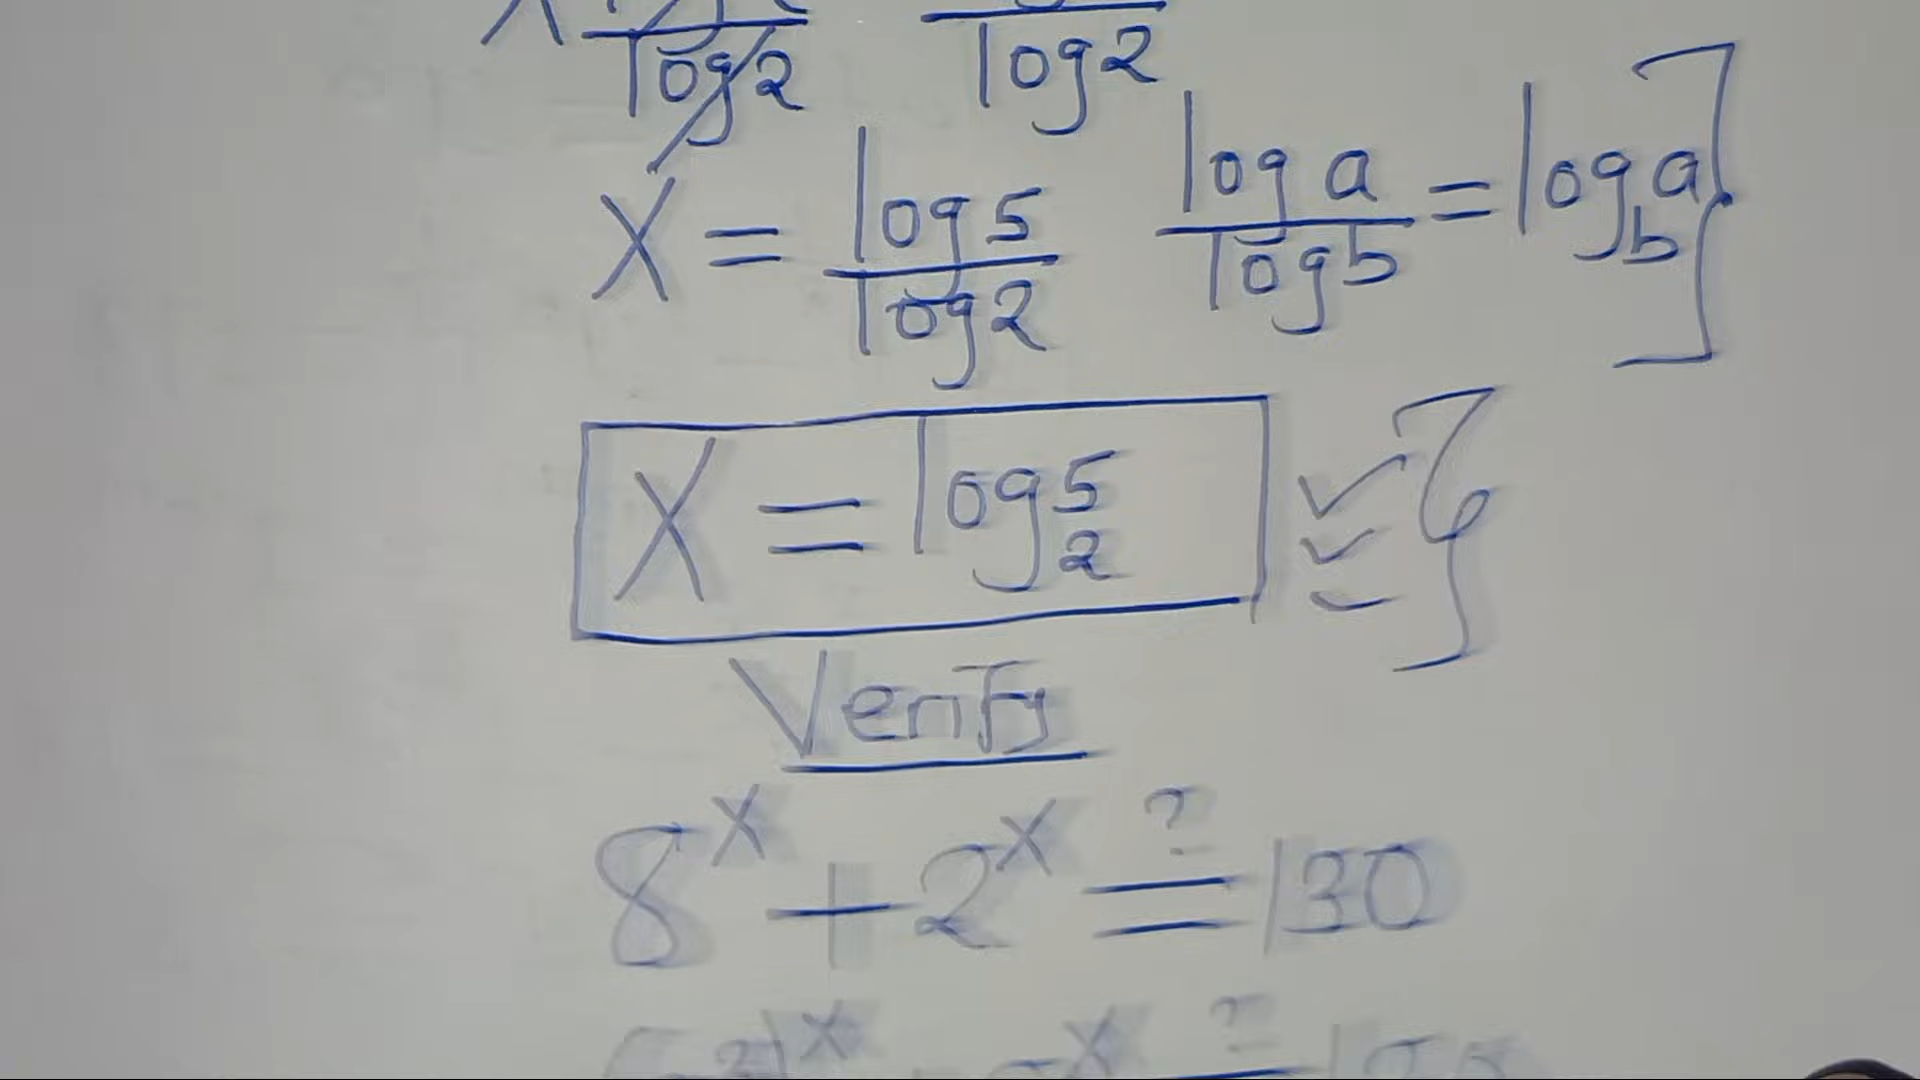 x log2 log2
x = log5/log2 log a/log b = log_b a]
x = log_2 5
Verify
8^x + 2^x ?= 130